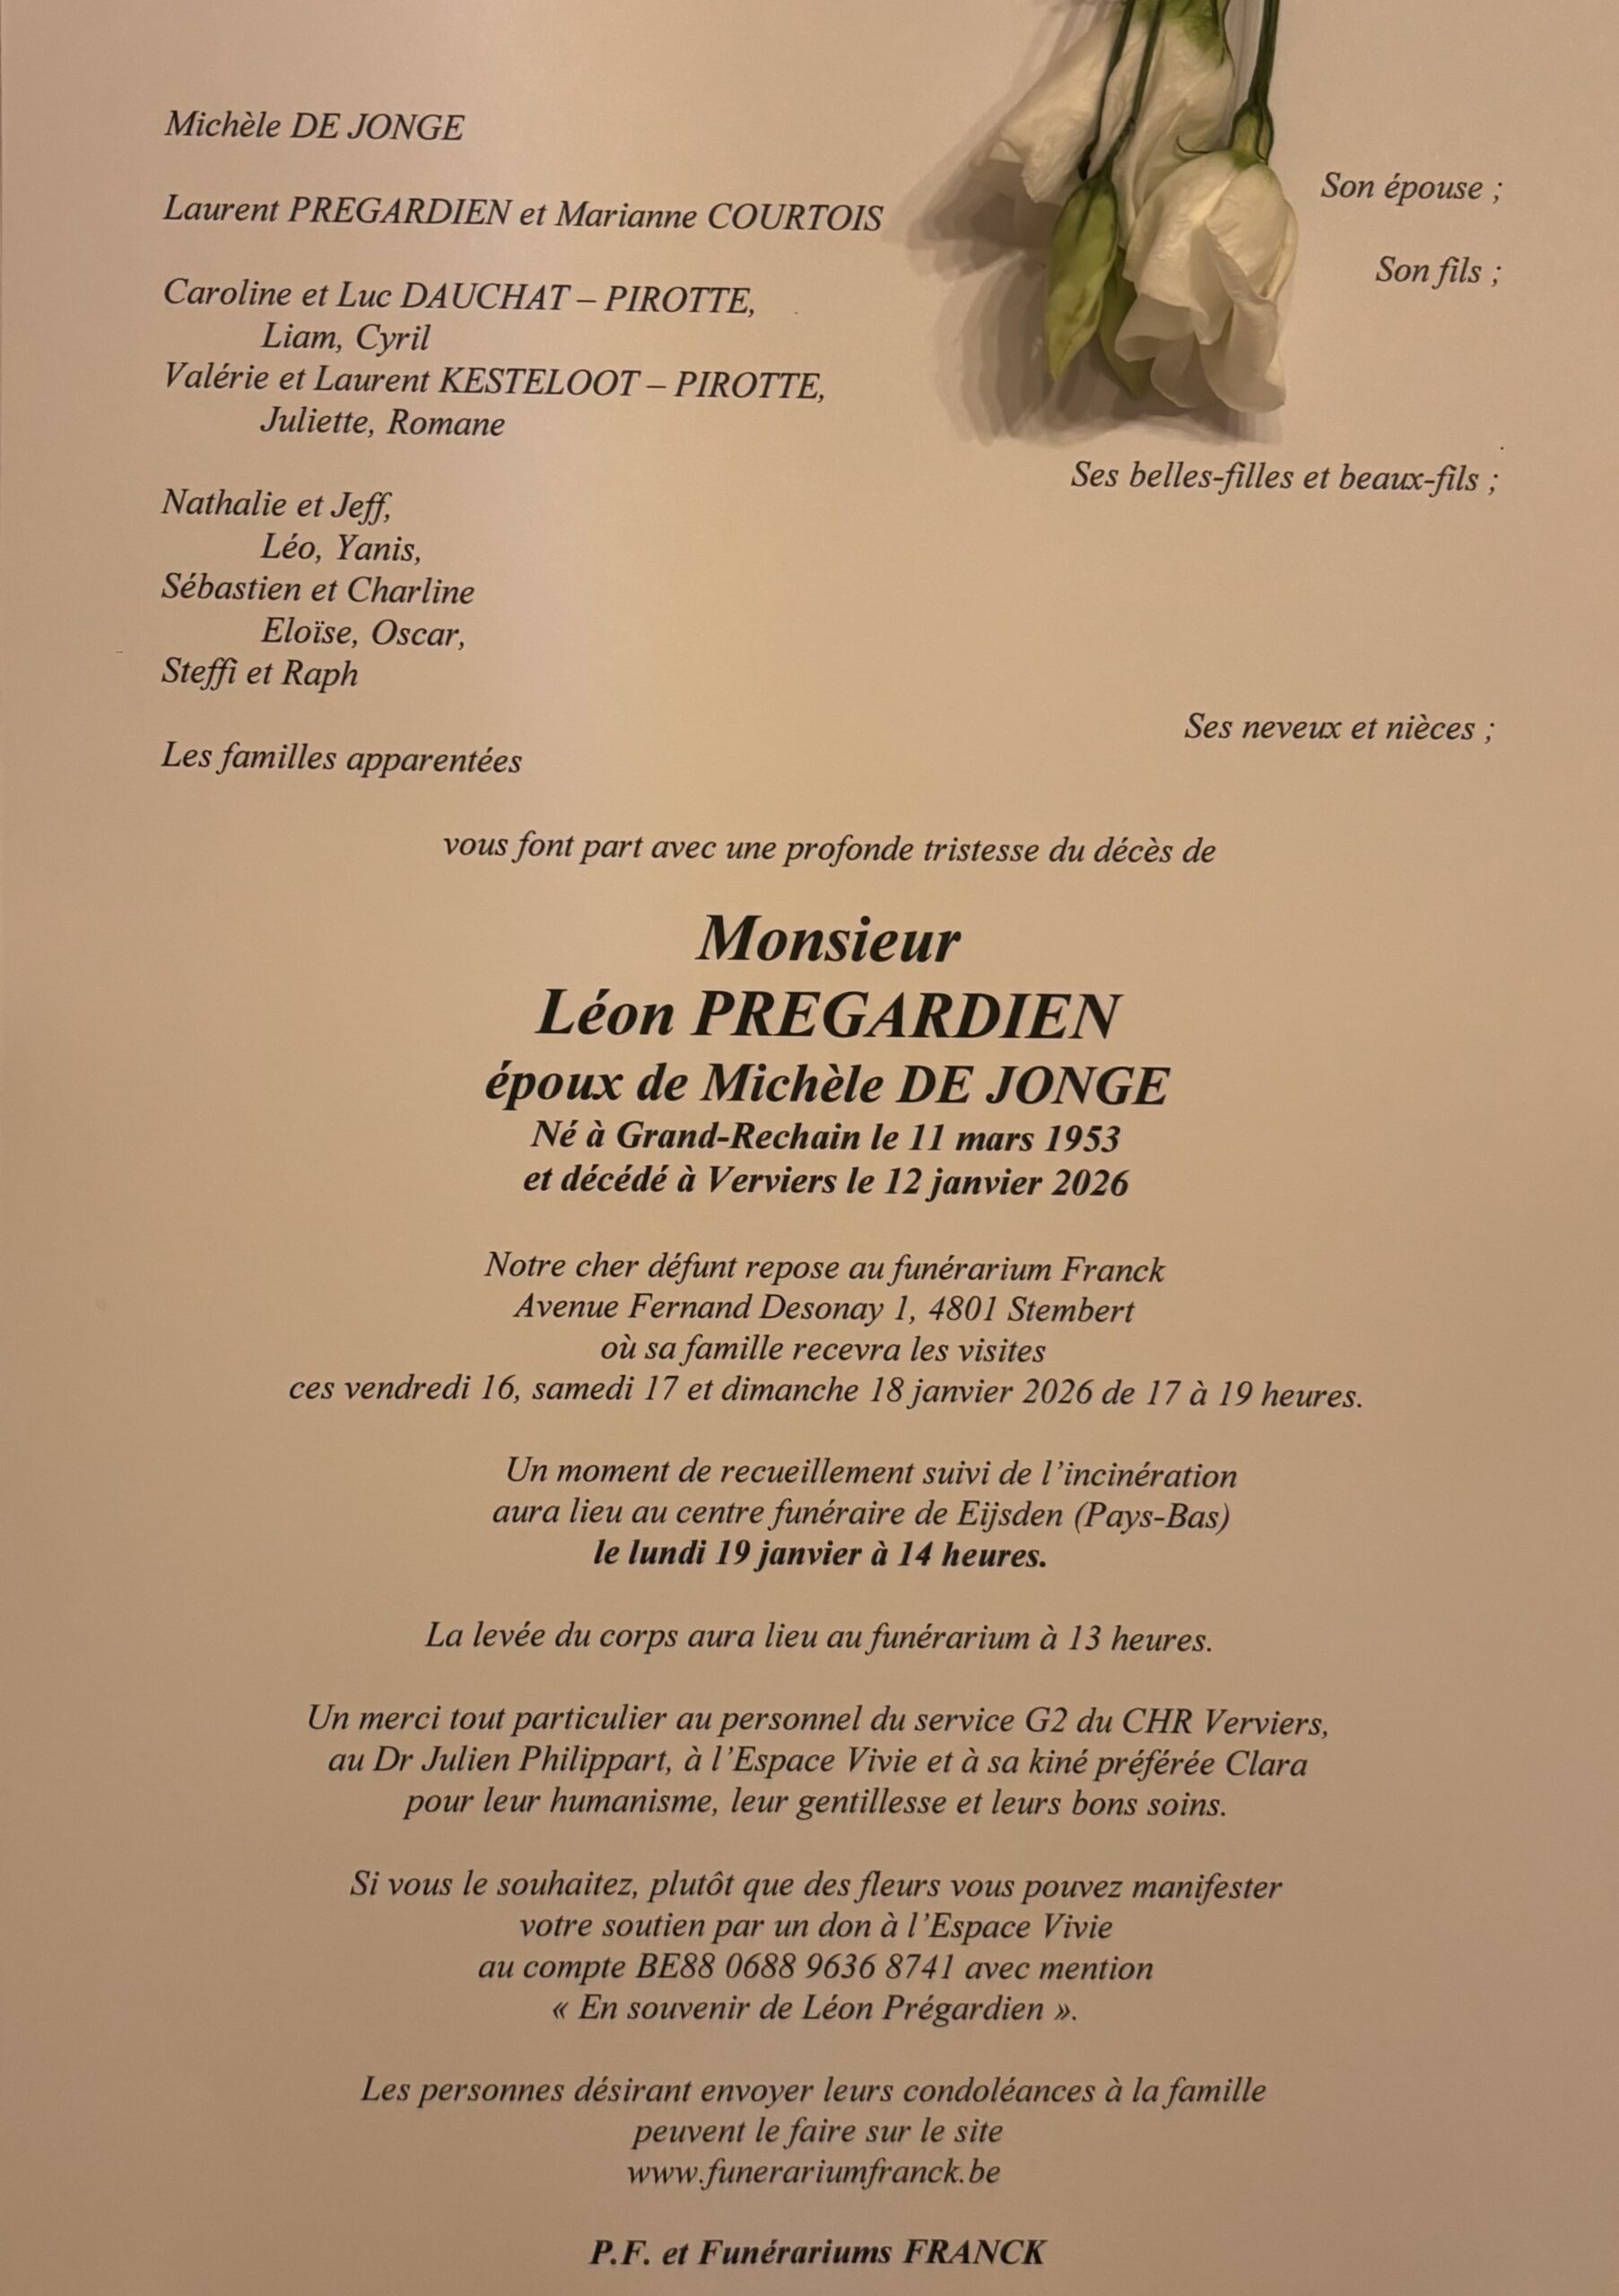 Michèle DE JONGE
Son épouse ;
Laurent PREGARDIEN et Marianne COURTOIS
Son fils ;
Caroline et Luc DAUCHAT – PIROTTE,
Liam, Cyril
Valérie et Laurent KESTELOOT – PIROTTE,
Juliette, Romane
Ses belles-filles et beaux-fils ;
Nathalie et Jeff,
Léo, Yanis,
Sébastien et Charline
Eloïse, Oscar,
Steffi et Raph
Ses neveux et nièces ;
Les familles apparentées
vous font part avec une profonde tristesse du décès de
Monsieur
Léon PREGARDIEN
époux de Michèle DE JONGE
Né à Grand-Rechain le 11 mars 1953
et décédé à Verviers le 12 janvier 2026
Notre cher défunt repose au funérarium Franck
Avenue Fernand Desonay 1, 4801 Stembert
où sa famille recevra les visites
ces vendredi 16, samedi 17 et dimanche 18 janvier 2026 de 17 à 19 heures.
Un moment de recueillement suivi de l’incinération
aura lieu au centre funéraire de Eijsden (Pays-Bas)
le lundi 19 janvier à 14 heures.
La levée du corps aura lieu au funérarium à 13 heures.
Un merci tout particulier au personnel du service G2 du CHR Verviers,
au Dr Julien Philippart, à l’Espace Vivie et à sa kiné préférée Clara
pour leur humanisme, leur gentillesse et leurs bons soins.
Si vous le souhaitez, plutôt que des fleurs vous pouvez manifester
votre soutien par un don à l’Espace Vivie
au compte BE88 0688 9636 8741 avec mention
« En souvenir de Léon Prégardien ».
Les personnes désirant envoyer leurs condoléances à la famille
peuvent le faire sur le site
www.funerariumfranck.be
P.F. et Funérariums FRANCK